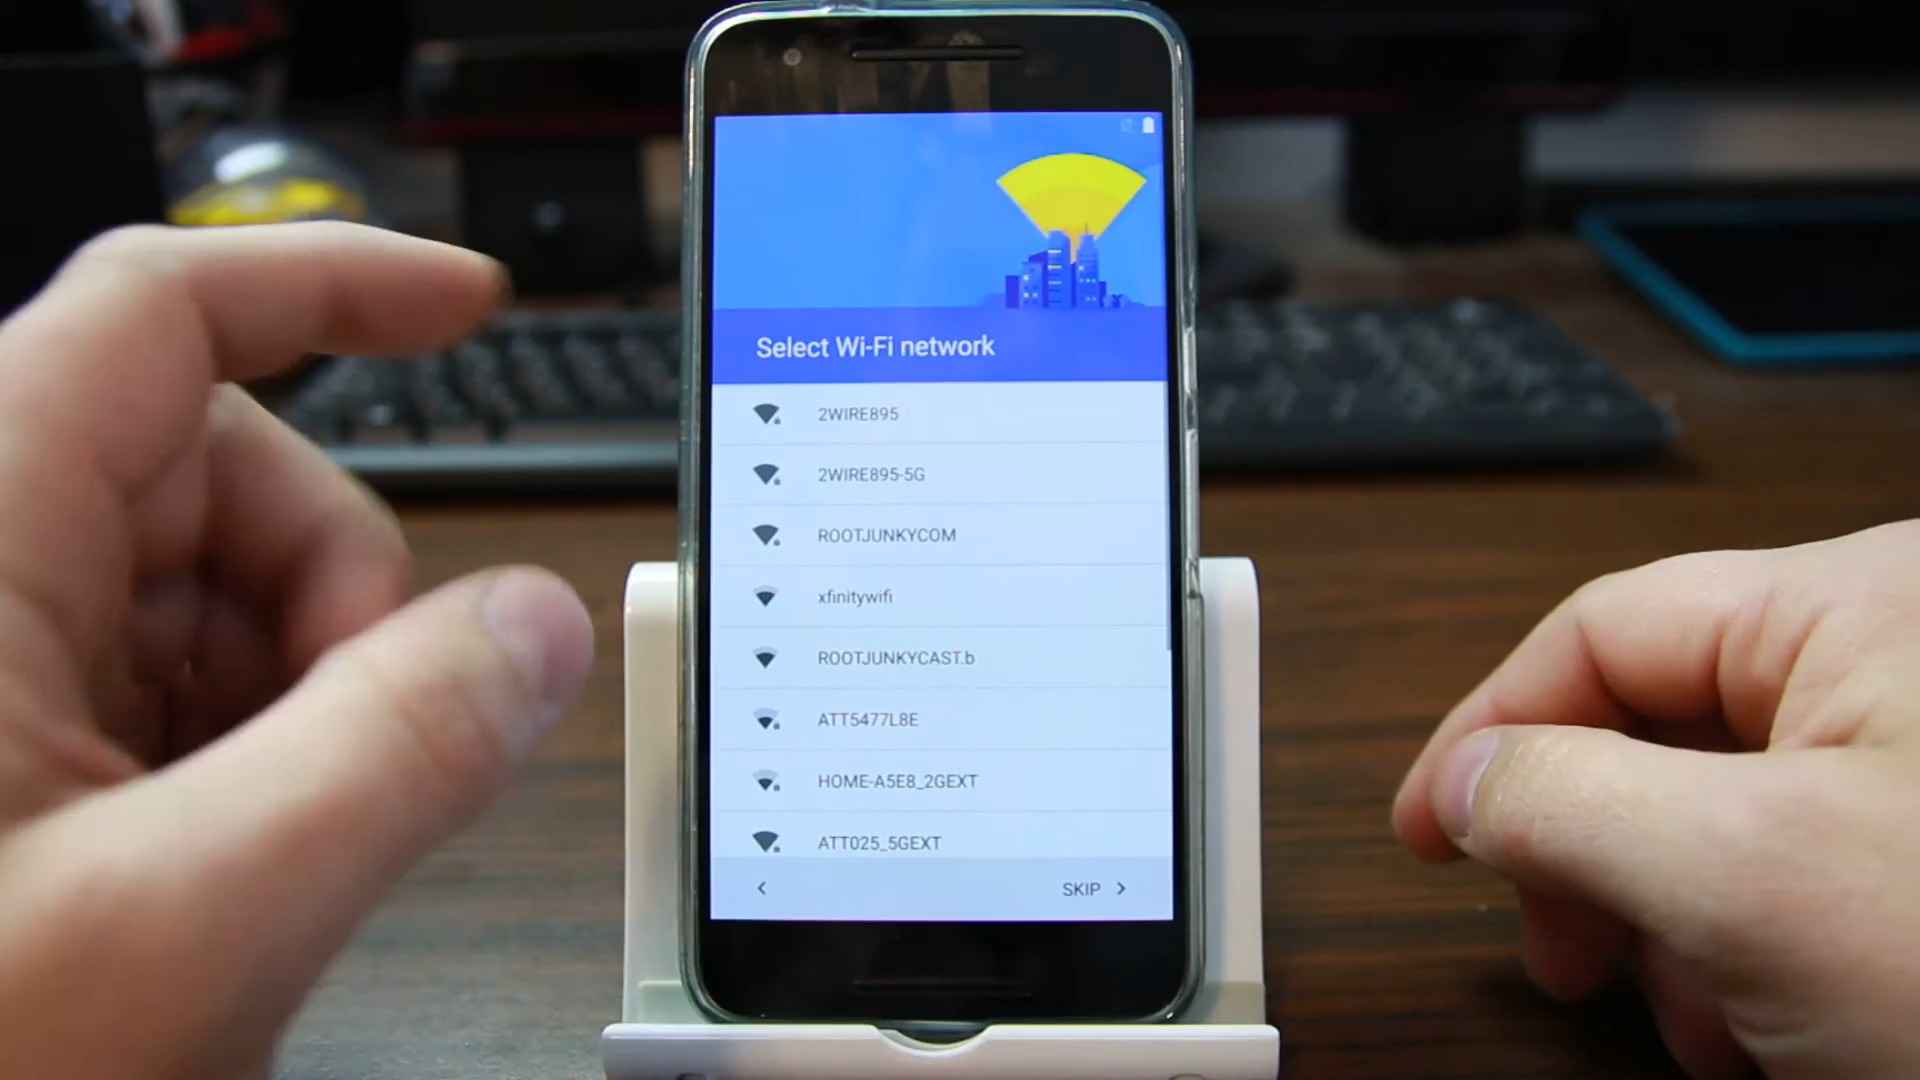 Select Wi-Fi network
2WIRE895
2WIRE895-5G
ROOTJUNKYCOM
xfinitywifi
ROOTJUNKYCAST.b
ATT5477L8E
HOME-A5E8_2GEXT
ATT025_5GEXT
SKIP